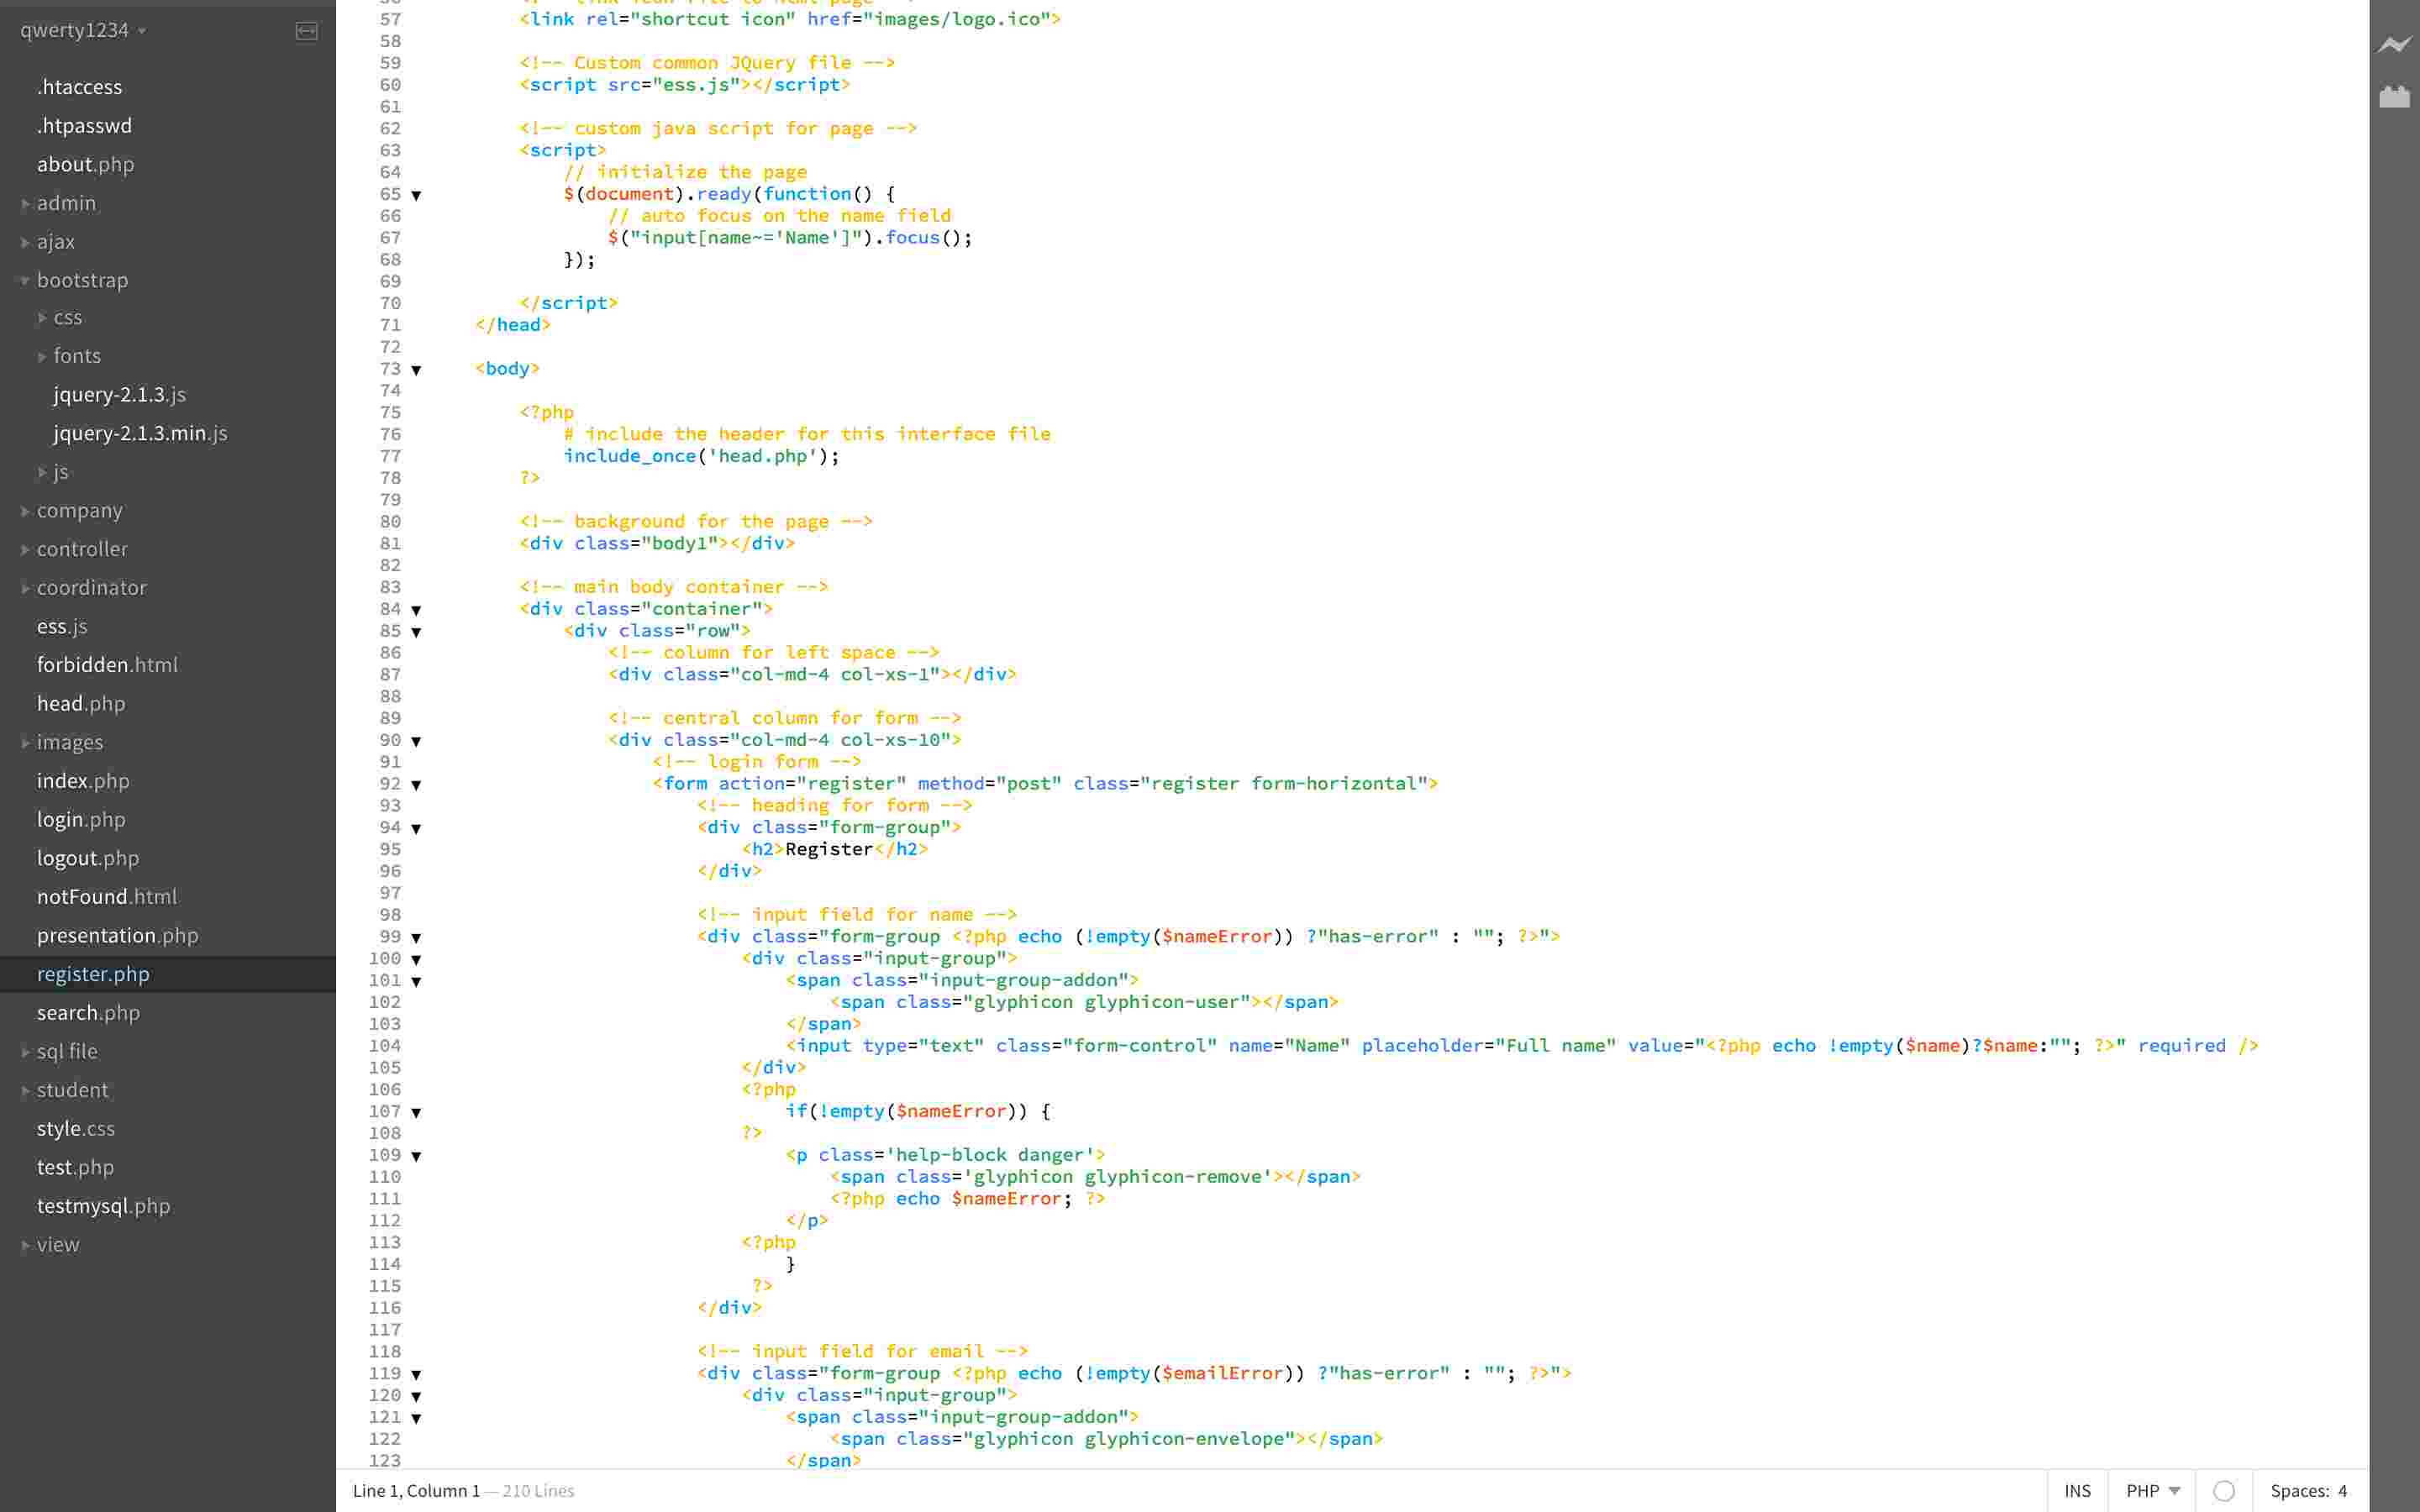 qwerty1234
.htaccess
.htpasswd
about.php
admin
ajax
bootstrap
css
fonts
jquery-2.1.3.js
jquery-2.1.3.min.js
js
company
controller
coordinator
ess.js
forbidden.html
head.php
images
index.php
login.php
logout.php
notFound.html
presentation.php
register.php
search.php
sql file
student
style.css
test.php
testmysql.php
view
57 <link rel="shortcut icon" href="images/logo.ico">
58
59 <!-- Custom common JQuery file -->
60 <script src="ess.js"></script>
61
62 <!-- custom java script for page -->
63 <script>
64 // initialize the page
65 $(document).ready(function() {
66 // auto focus on the name field
67 $("input[name~='Name']").focus();
68 });
69
70 </script>
71 </head>
72
73 <body>
74
75 <?php
76 # include the header for this interface file
77 include_once('head.php');
78 ?>
79
80 <!-- background for the page -->
81 <div class="body1"></div>
82
83 <!-- main body container -->
84 <div class="container">
85 <div class="row">
86 <!-- column for left space -->
87 <div class="col-md-4 col-xs-1"></div>
88
89 <!-- central column for form -->
90 <div class="col-md-4 col-xs-10">
91 <!-- login form -->
92 <form action="register" method="post" class="register form-horizontal">
93 <!-- heading for form -->
94 <div class="form-group">
95 <h2>Register</h2>
96 </div>
97
98 <!-- input field for name -->
99 <div class="form-group <?php echo (!empty($nameError)) ?"has-error" : ""; ?>">
100 <div class="input-group">
101 <span class="input-group-addon">
102 <span class="glyphicon glyphicon-user"></span>
103 </span>
104 <input type="text" class="form-control" name="Name" placeholder="Full name" value="<?php echo !empty($name)?$name:""; ?>" required />
105 </div>
106 <?php
107 if(!empty($nameError)) {
108 ?>
109 <p class='help-block danger'>
110 <span class='glyphicon glyphicon-remove'></span>
111 <?php echo $nameError; ?>
112 </p>
113 <?php
114 }
115 ?>
116 </div>
117
118 <!-- input field for email -->
119 <div class="form-group <?php echo (!empty($emailError)) ?"has-error" : ""; ?>">
120 <div class="input-group">
121 <span class="input-group-addon">
122 <span class="glyphicon glyphicon-envelope"></span>
123 </span>
Line 1, Column 1 — 210 Lines
INS PHP Spaces: 4